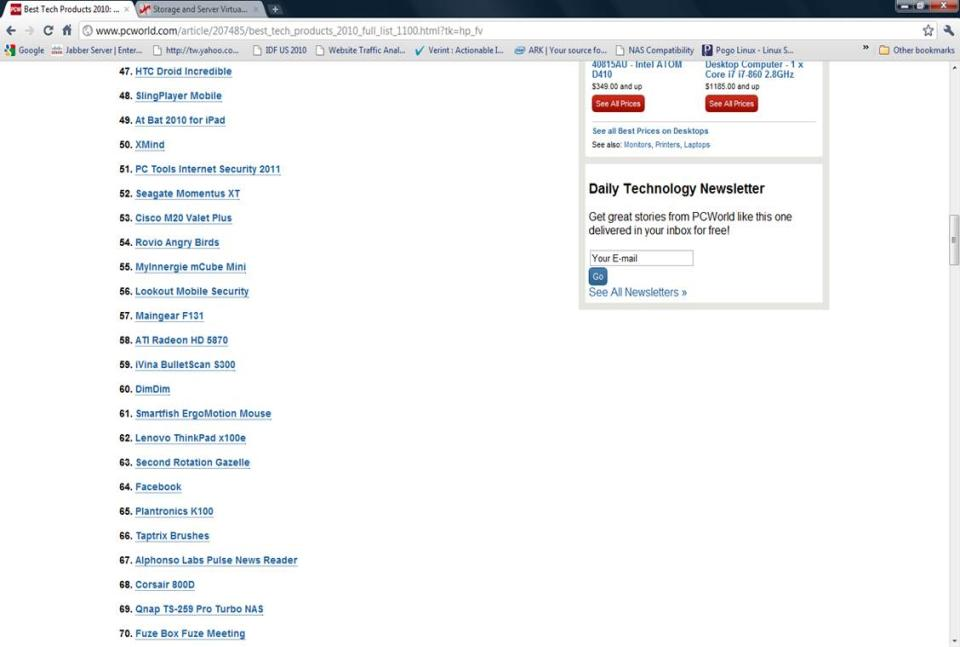 Best Tech Products 2010: ...
Storage and Server Virtua...
www.pcworld.com/article/207485/best_tech_products_2010_full_list_1100.html?tk=hp_fv
Google Jabber Server | Enter... http://tw.yahoo.co... IDF US 2010 Website Traffic Anal... Verint : Actionable I... ARK | Your source fo... NAS Compatibility Pogo Linux - Linux S... » Other bookmarks
47. HTC Droid Incredible
48. SlingPlayer Mobile
49. At Bat 2010 for iPad
50. XMind
51. PC Tools Internet Security 2011
52. Seagate Momentus XT
53. Cisco M20 Valet Plus
54. Rovio Angry Birds
55. MyInnergie mCube Mini
56. Lookout Mobile Security
57. Maingear F131
58. ATI Radeon HD 5870
59. iVina BulletScan S300
60. DimDim
61. Smartfish ErgoMotion Mouse
62. Lenovo ThinkPad x100e
63. Second Rotation Gazelle
64. Facebook
65. Plantronics K100
66. Taptrix Brushes
67. Alphonso Labs Pulse News Reader
68. Corsair 800D
69. Qnap TS-259 Pro Turbo NAS
70. Fuze Box Fuze Meeting
40815AU - Intel ATOM
D410
$349.00 and up
See All Prices
Desktop Computer - 1 x
Core i7 i7-860 2.8GHz
$1185.00 and up
See All Prices
See all Best Prices on Desktops
See also: Monitors, Printers, Laptops
Daily Technology Newsletter
Get great stories from PCWorld like this one
delivered in your inbox for free!
Your E-mail
Go
See All Newsletters »